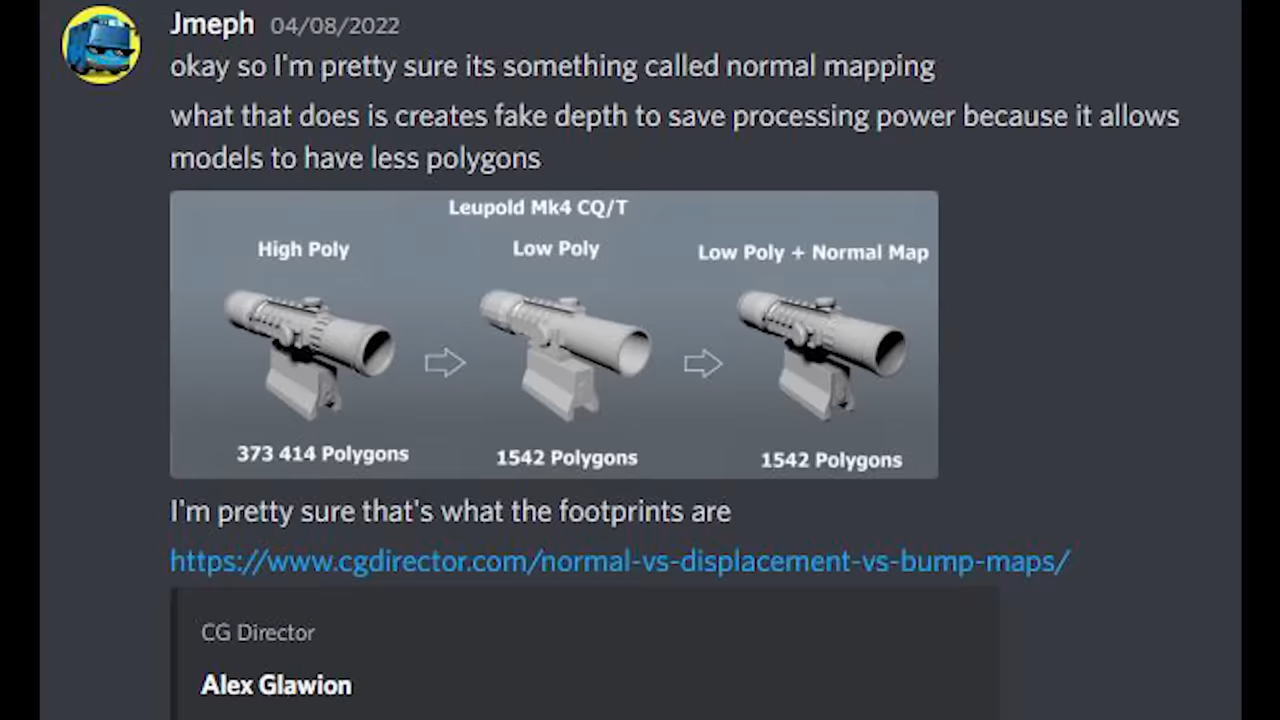 Jmeph 04/08/2022
okay so I'm pretty sure its something called normal mapping
what that does is creates fake depth to save processing power because it allows
models to have less polygons
Leupold Mk4 CQ/T
High Poly
Low Poly
Low Poly + Normal Map
373 414 Polygons
1542 Polygons
1542 Polygons
I'm pretty sure that's what the footprints are
https://www.cgdirector.com/normal-vs-displacement-vs-bump-maps/
CG Director
Alex Glawion